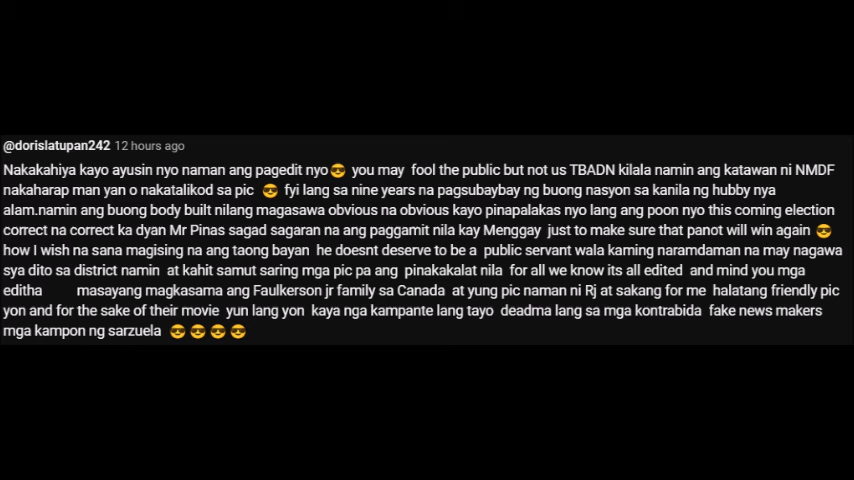 @dorislatupan242 12 hours ago
Nakakahiya kayo ayusin nyo naman ang pagedit nyo😎 you may fool the public but not us TBADN kilala namin ang katawan ni NMDF
nakaharap man yan o nakatalikod sa pic 😎 fyi lang sa nine years na pagsubaybay ng buong nasyon sa kanila ng hubby nya
alam.namin ang buong body built nilang magasawa obvious na obvious kayo pinapalakas nyo lang ang poon nyo this coming election
correct na correct ka dyan Mr Pinas sagad sagaran na ang paggamit nila kay Menggay just to make sure that panot will win again 😎
how I wish na sana magising na ang taong bayan he doesnt deserve to be a public servant wala kaming naramdaman na may nagawa
sya dito sa district namin at kahit samut saring mga pic pa ang pinakakalat nila for all we know its all edited and mind you mga
editha masayang magkasama ang Faulkerson jr family sa Canada at yung pic naman ni Rj at sakang for me halatang friendly pic
yon and for the sake of their movie yun lang yon kaya nga kampante lang tayo deadma lang sa mga kontrabida fake news makers
mga kampon ng sarzuela 😎 😎 😎 😎